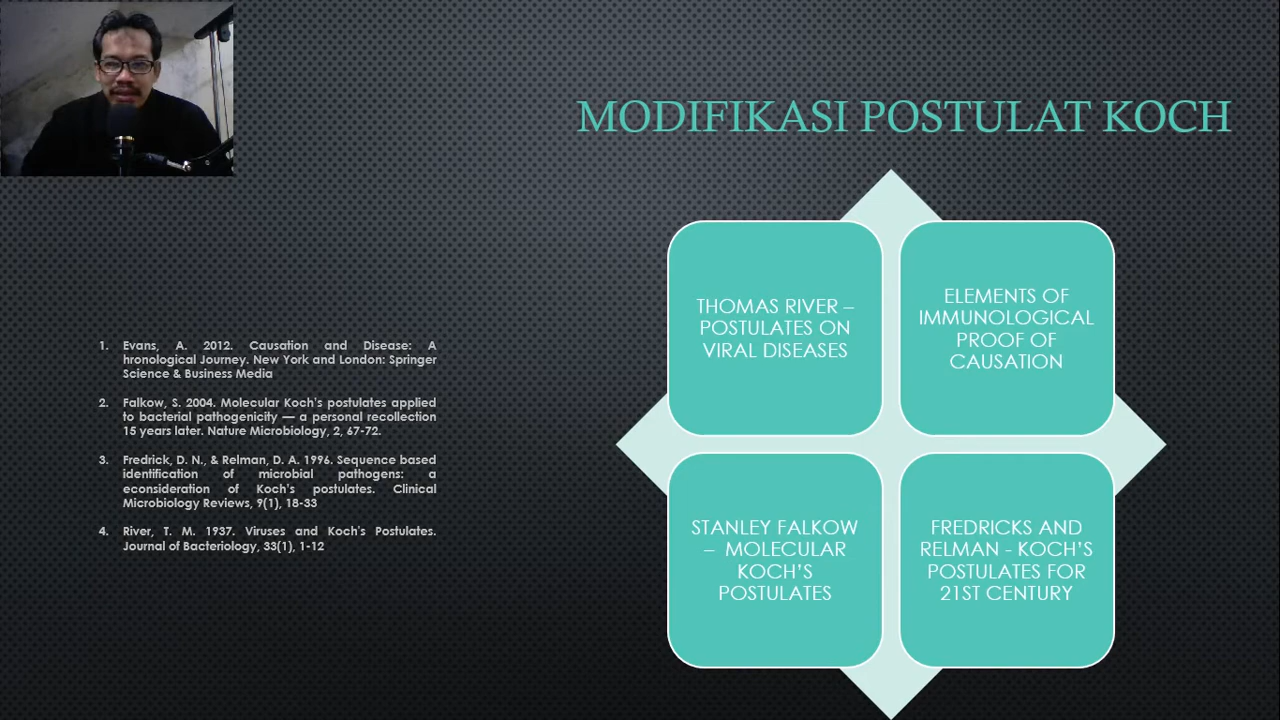 MODIFIKASI POSTULAT KOCH
THOMAS RIVER –
POSTULATES ON
VIRAL DISEASES
ELEMENTS OF
IMMUNOLOGICAL
PROOF OF
CAUSATION
STANLEY FALKOW
– MOLECULAR
KOCH'S
POSTULATES
FREDRICKS AND
RELMAN - KOCH'S
POSTULATES FOR
21ST CENTURY
1. Evans, A. 2012. Causation and Disease: A
hronological Journey. New York and London: Springer
Science & Business Media
2. Falkow, S. 2004. Molecular Koch's postulates applied
to bacterial pathogenicity — a personal recollection
15 years later. Nature Microbiology, 2, 67-72.
3. Fredrick, D. N., & Relman, D. A. 1996. Sequence based
identification of microbial pathogens: a
econsideration of Koch's postulates. Clinical
Microbiology Reviews, 9(1), 18-33
4. River, T. M. 1937. Viruses and Koch's Postulates.
Journal of Bacteriology, 33(1), 1-12